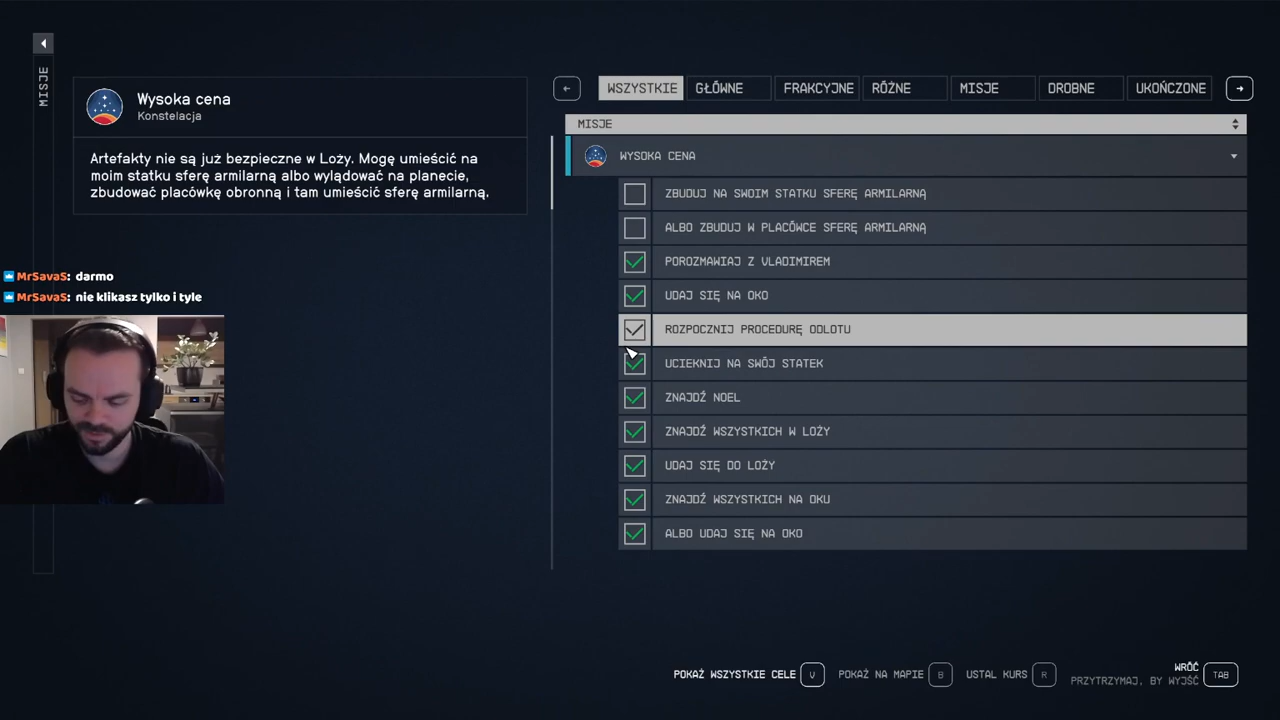 MISJE
Wysoka cena
Konstelacja
Artefakty nie są już bezpieczne w Loży. Mogę umieścić na
moim statku sferę armilarną albo wylądować na planecie,
zbudować placówkę obronną i tam umieścić sferę armilarną.
MrSavaS: darmo
MrSavaS: nie klikasz tylko i tyle
WSZYSTKIE GŁÓWNE FRAKCYJNE RÓŻNE MISJE DROBNE UKOŃCZONE
MISJE
WYSOKA CENA
ZBUDUJ NA SWOIM STATKU SFERĘ ARMILARNĄ
ALBO ZBUDUJ W PLACÓWCE SFERĘ ARMILARNĄ
POROZMAWIAJ Z VLADIMIREM
UDAJ SIĘ NA OKO
ROZPOCZNIJ PROCEDURĘ ODLOTU
UCIEKNIJ NA SWÓJ STATEK
ZNAJDŹ NOEL
ZNAJDŹ WSZYSTKICH W LOŻY
UDAJ SIĘ DO LOŻY
ZNAJDŹ WSZYSTKICH NA OKU
ALBO UDAJ SIĘ NA OKO
POKAŻ WSZYSTKIE CELE V POKAŻ NA MAPIE B USTAL KURS R WRÓĆ TAB
PRZYTRZYMAJ, BY WYJŚĆ